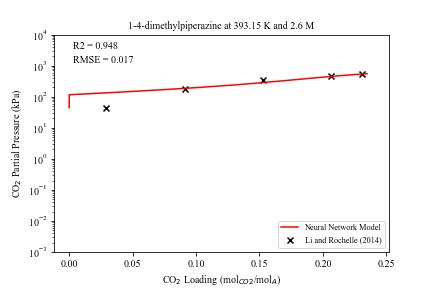 1-4-dimethylpiperazine at 393.15 K and 2.6 M
R2 = 0.948
RMSE = 0.017
CO₂ Partial Pressure (kPa)
10⁴
10³
10²
10¹
10⁰
10⁻¹
10⁻²
10⁻³
0.00 0.05 0.10 0.15 0.20 0.25
CO₂ Loading (mol_CO2/mol_A)
Neural Network Model
Li and Rochelle (2014)